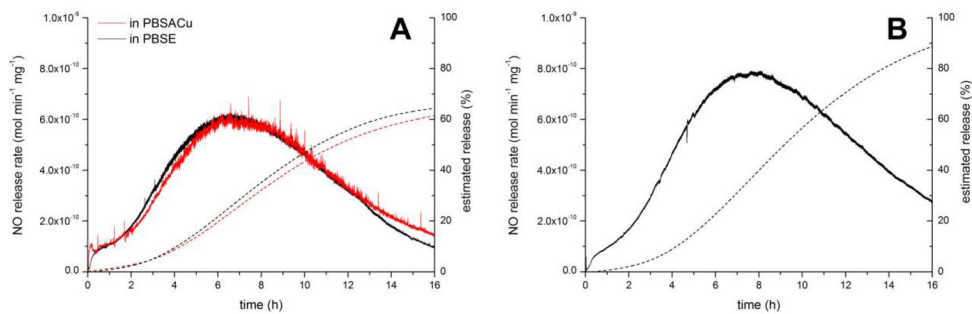 in PBSACu
in PBSE
A
NO release rate (mol min⁻¹ mg⁻¹)
1.0x10⁻⁹
8.0x10⁻¹⁰
6.0x10⁻¹⁰
4.0x10⁻¹⁰
2.0x10⁻¹⁰
0.0
0 2 4 6 8 10 12 14 16
time (h)
100
80
60
40
20
0
estimated release (%)
B
NO release rate (mol min⁻¹ mg⁻¹)
1.0x10⁻⁹
8.0x10⁻¹⁰
6.0x10⁻¹⁰
4.0x10⁻¹⁰
2.0x10⁻¹⁰
0.0
0 2 4 6 8 10 12 14 16
time (h)
100
80
60
40
20
0
estimated release (%)